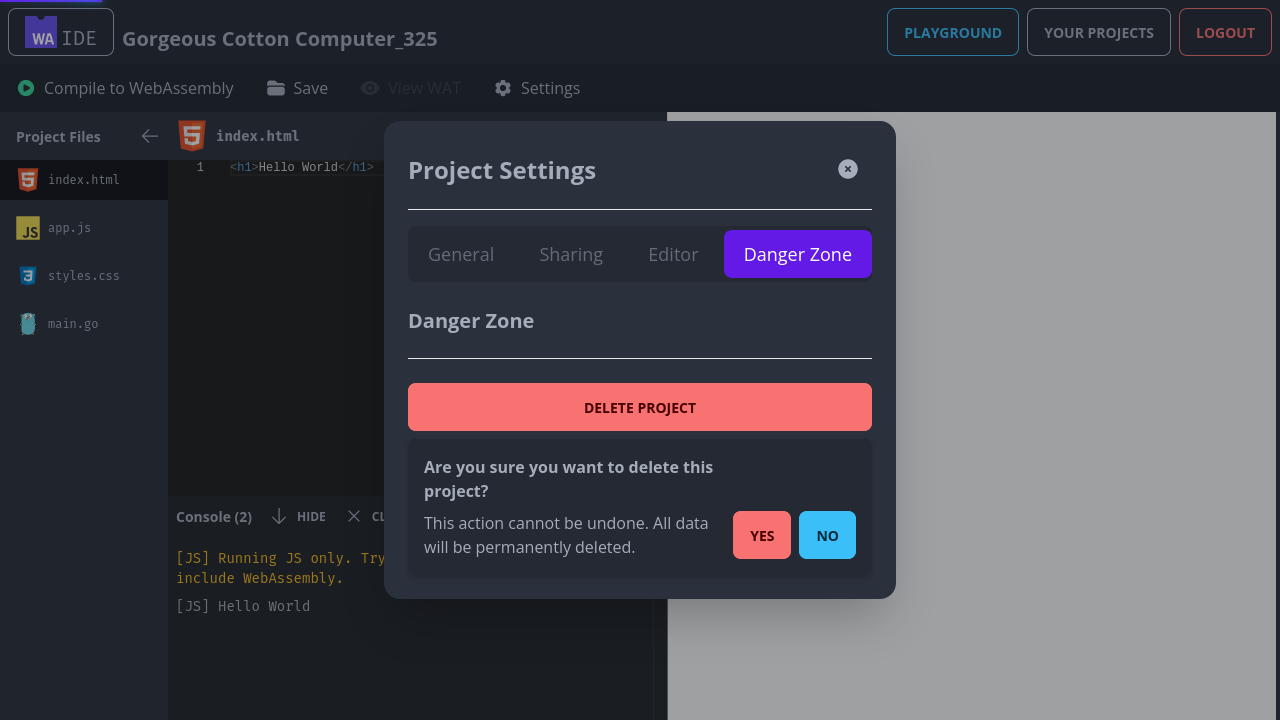 WA IDE
Gorgeous Cotton Computer_325
PLAYGROUND
YOUR PROJECTS
LOGOUT
Compile to WebAssembly
Save
View WAT
Settings
Project Files
index.html
app.js
JS
styles.css
main.go
index.html
1
<h1>Hello World</h1>
Console (2)
HIDE
CL
[JS] Running JS only. Try
include WebAssembly.
[JS] Hello World
Project Settings
General
Sharing
Editor
Danger Zone
Danger Zone
DELETE PROJECT
Are you sure you want to delete this
project?
This action cannot be undone. All data
will be permanently deleted.
YES
NO